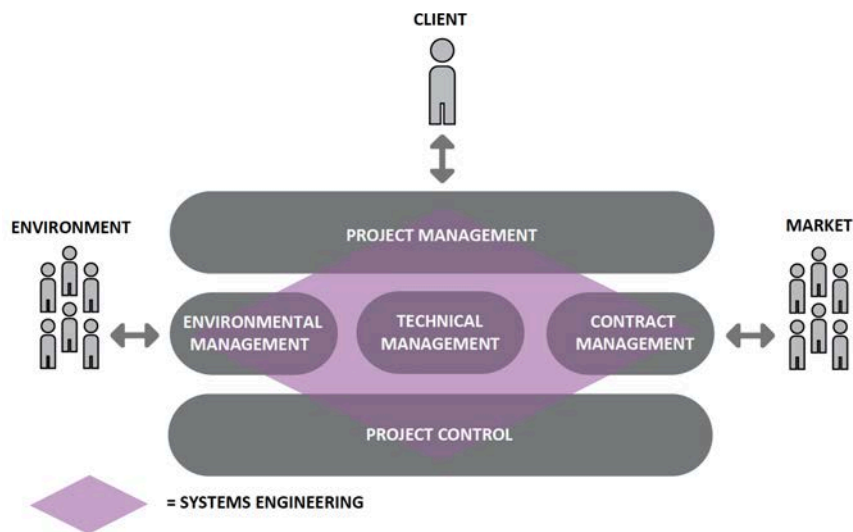 CLIENT
ENVIRONMENT
MARKET
PROJECT MANAGEMENT
ENVIRONMENTAL
MANAGEMENT
TECHNICAL
MANAGEMENT
CONTRACT
MANAGEMENT
PROJECT CONTROL
= SYSTEMS ENGINEERING